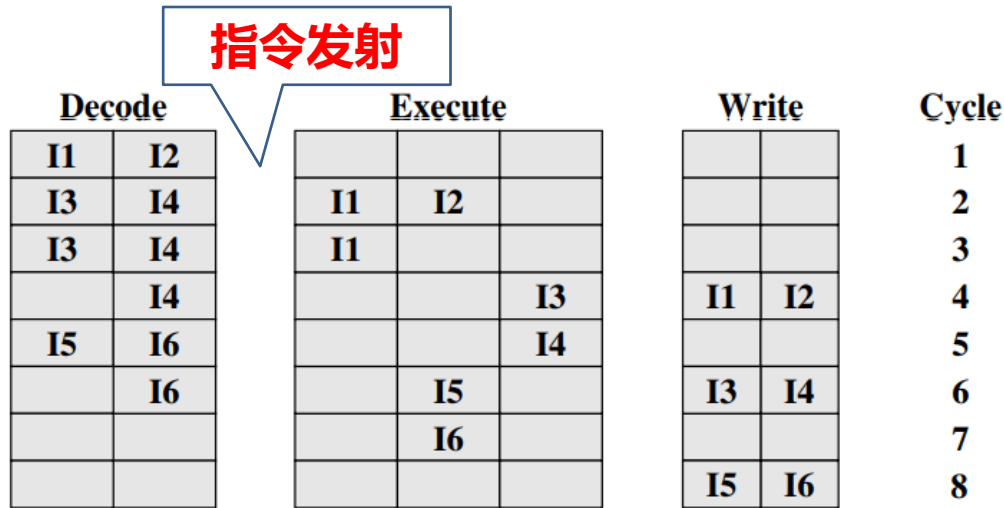 指令发射
Decode Execute Write Cycle
I1 I2 1
I3 I4 I1 I2 2
I3 I4 I1 3
I4 I3 I1 I2 4
I5 I6 I4 5
I6 I5 I3 I4 6
I6 7
I5 I6 8